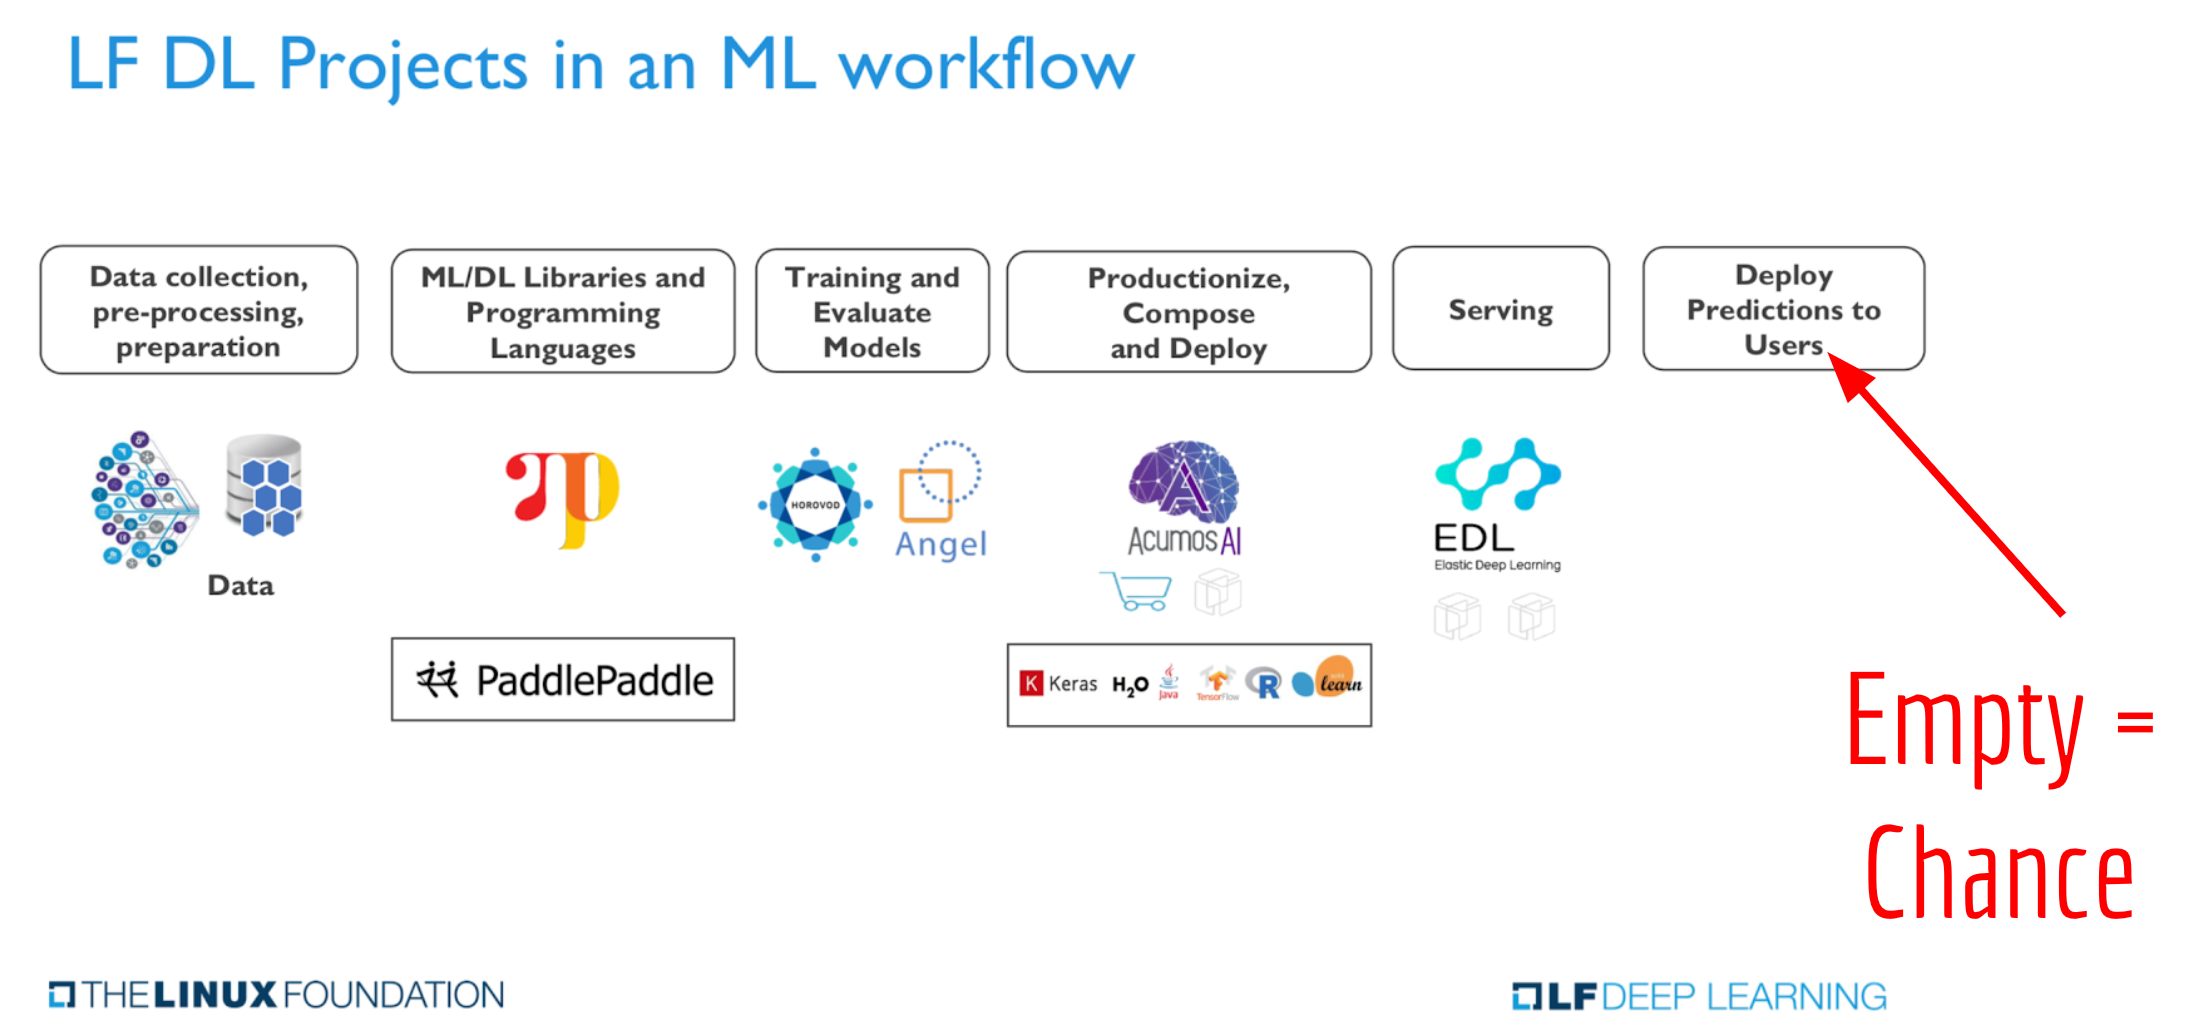 LF DL Projects in an ML workflow
Data collection,
pre-processing,
preparation
ML/DL Libraries and
Programming
Languages
Training and
Evaluate
Models
Productionize,
Compose
and Deploy
Serving
Deploy
Predictions to
Users
Data
HOROVOD
Angel
Acumos AI
EDL
Elastic Deep Learning
PaddlePaddle
K Keras H2O Java TensorFlow R learn
Empty =
Chance
THE LINUX FOUNDATION
LF DEEP LEARNING